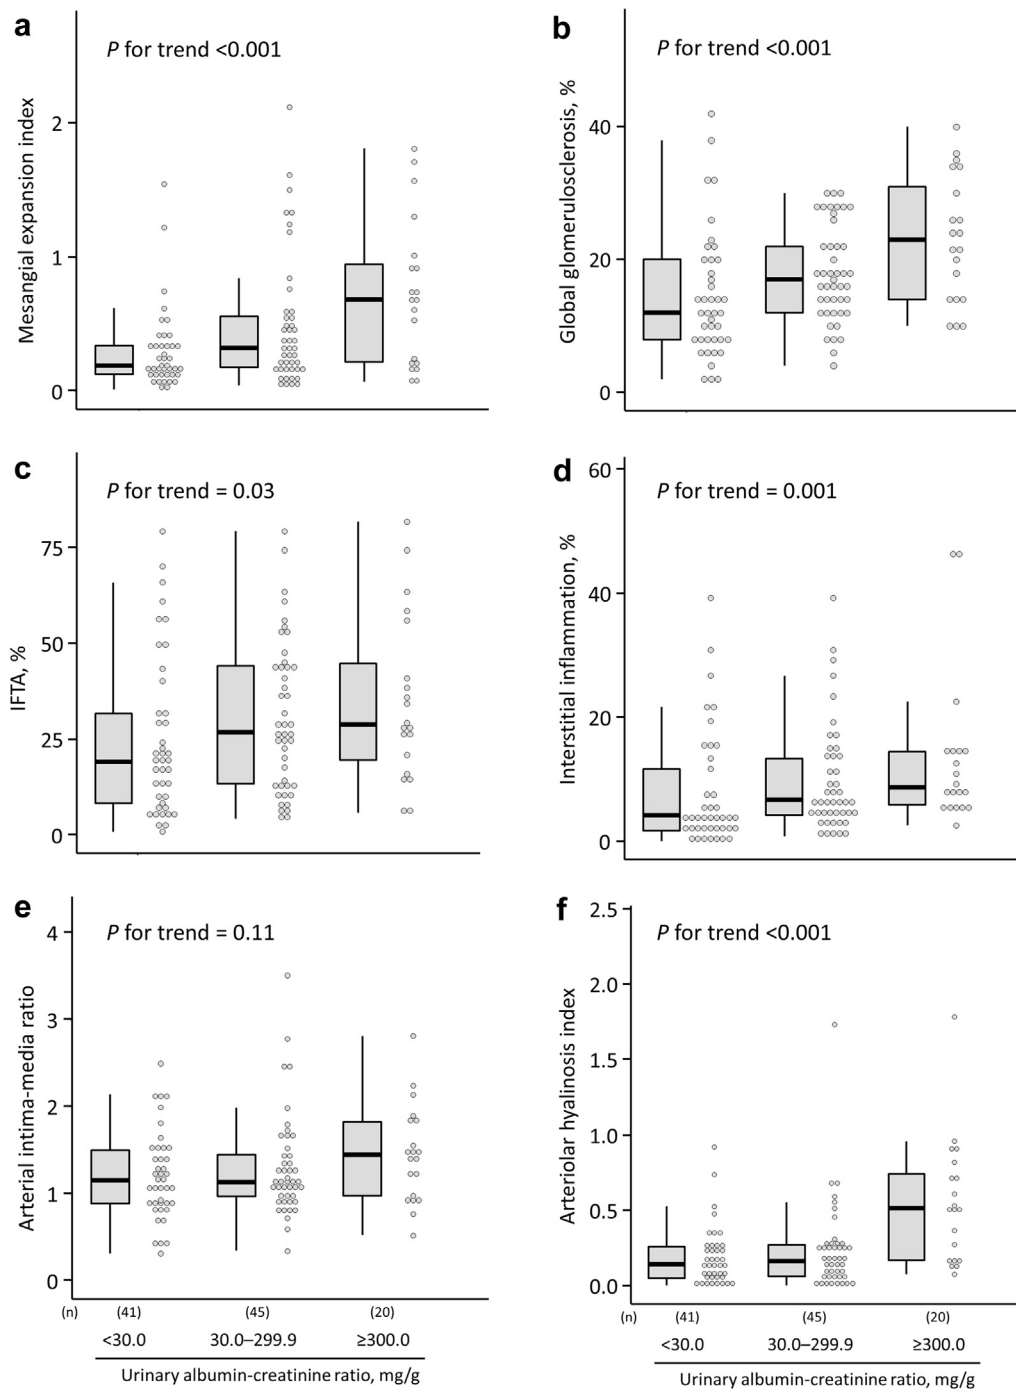 a
P for trend <0.001
Mesangial expansion index
2
1
0
b
P for trend <0.001
Global glomerulosclerosis, %
40
20
0
c
P for trend = 0.03
IFTA, %
75
50
25
0
d
P for trend = 0.001
Interstitial inflammation, %
60
40
20
0
e
P for trend = 0.11
Arterial intima-media ratio
4
3
2
1
0
(n) (41) (45) (20)
<30.0 30.0–299.9 ≥300.0
Urinary albumin-creatinine ratio, mg/g
f
P for trend <0.001
Arteriolar hyalinosis index
2.5
2.0
1.5
1.0
0.5
0.0
(n) (41) (45) (20)
<30.0 30.0–299.9 ≥300.0
Urinary albumin-creatinine ratio, mg/g